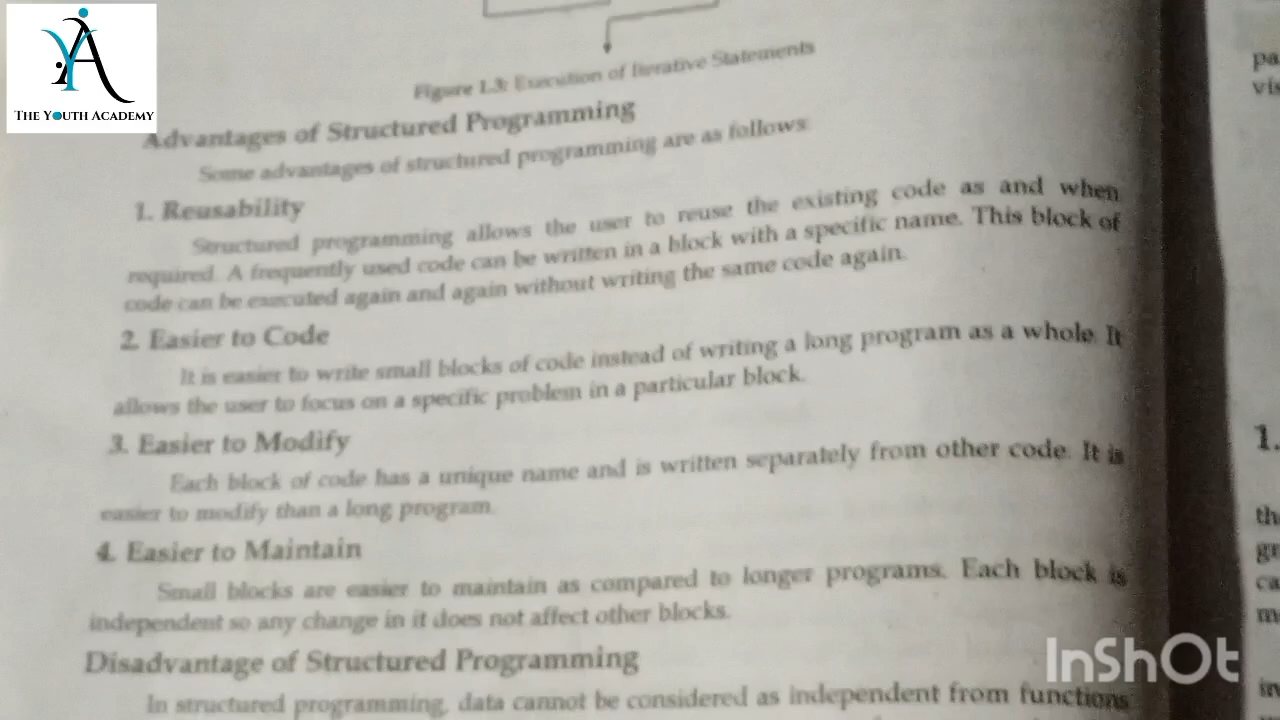 THE YOUTH ACADEMY
Figure 1.3: Execution of Iterative Statements
Advantages of Structured Programming
Some advantages of structured programming are as follows:
1. Reusability
Structured programming allows the user to reuse the existing code as and when
required. A frequently used code can be written in a block with a specific name. This block of
code can be executed again and again without writing the same code again.
2. Easier to Code
It is easier to write small blocks of code instead of writing a long program as a whole. It
allows the user to focus on a specific problem in a particular block.
3. Easier to Modify
Each block of code has a unique name and is written separately from other code. It is
easier to modify than a long program.
4. Easier to Maintain
Small blocks are easier to maintain as compared to longer programs. Each block is
independent so any change in it does not affect other blocks.
Disadvantage of Structured Programming
In structured programming, data cannot be considered as independent from functions
pa
vis
1.
th
gr
ca
m
in
InShOt